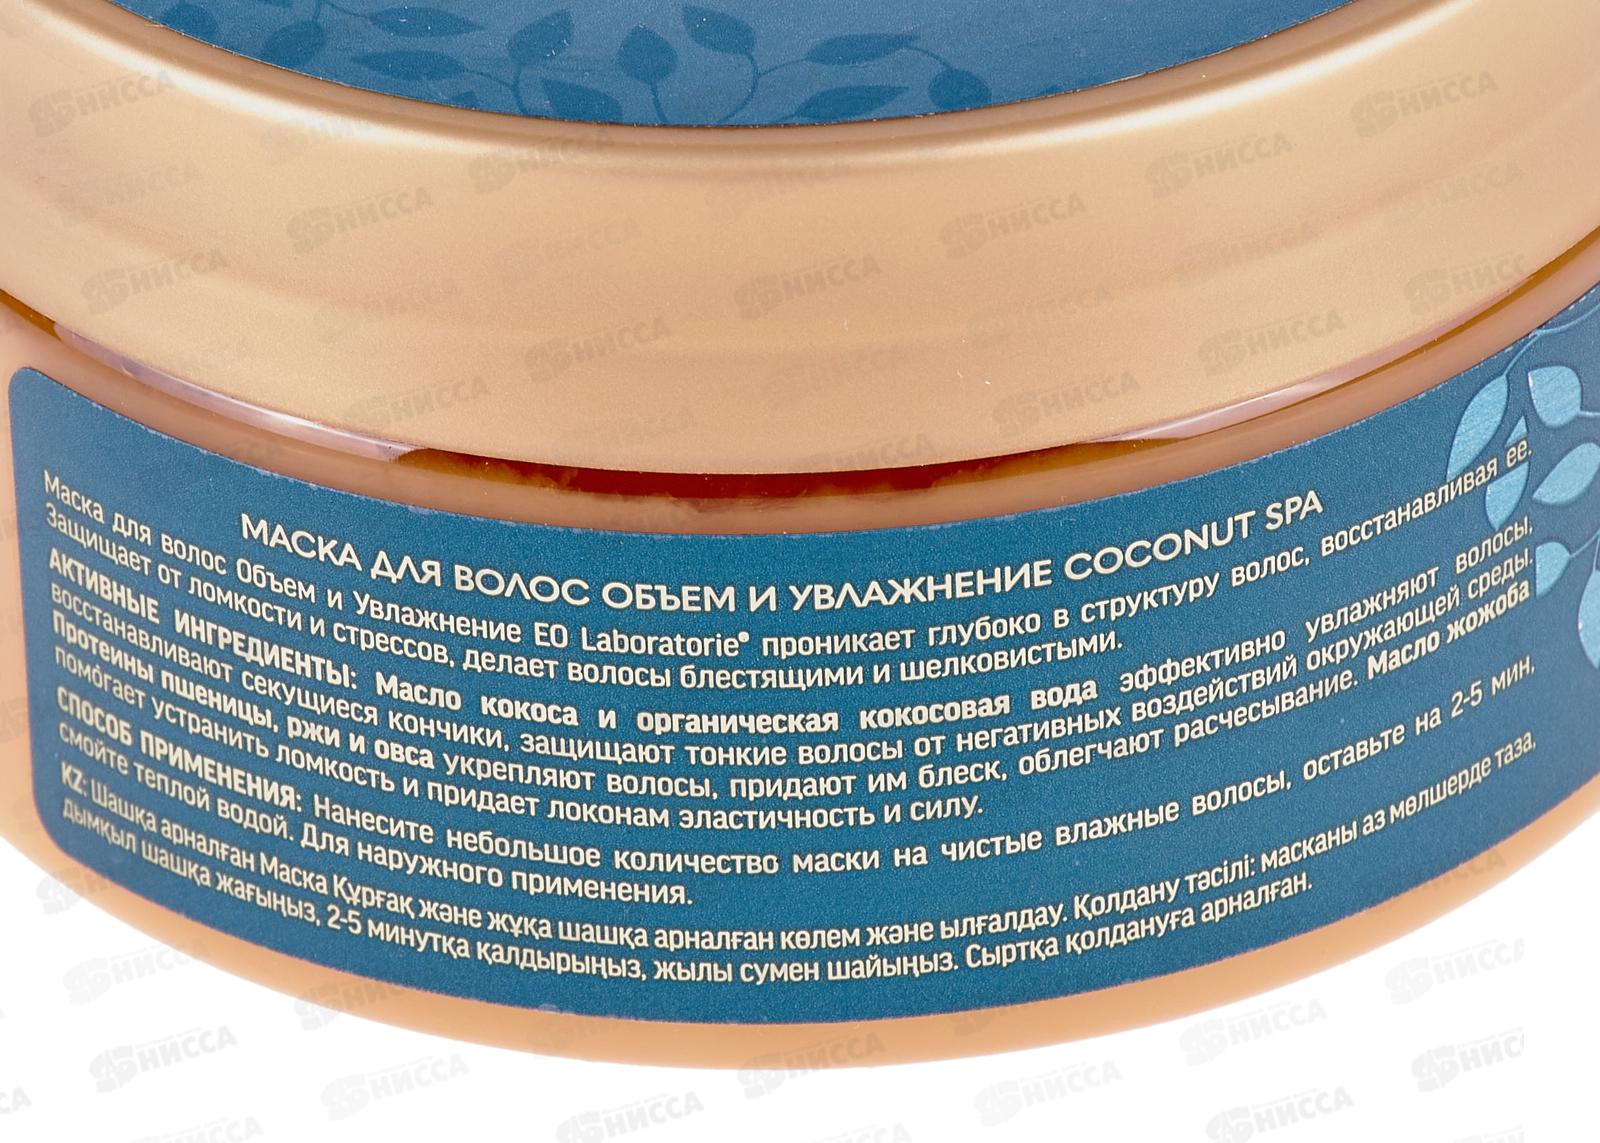 МАСКА ДЛЯ ВОЛОС ОБЪЕМ И УВЛАЖНЕНИЕ COCONUT SPA
Маска для волос Объем и Увлажнение EO Laboratorie® проникает глубоко в структуру волос, восстанавливая ее.
Защищает от ломкости и стрессов, делает волосы блестящими и шелковистыми.
АКТИВНЫЕ ИНГРЕДИЕНТЫ: Масло кокоса и органическая кокосовая вода эффективно увлажняют волосы,
восстанавливают секущиеся кончики, защищают тонкие волосы от негативных воздействий окружающей среды.
Протеины пшеницы, ржи и овса укрепляют волосы, придают им блеск, облегчают расчесывание. Масло жожоба
помогает устранить ломкость и придает локонам эластичность и силу.
СПОСОБ ПРИМЕНЕНИЯ: Нанесите небольшое количество маски на чистые влажные волосы, оставьте на 2-5 мин,
смойте теплой водой. Для наружного применения.
KZ: Шашқа арналған Маска Құрғақ және жұқа шашқа арналған көлем және ылғалдау. Қолдану тәсілі: масканы аз мөлшерде таза,
дымқыл шашқа жағыңыз, 2-5 минутқа қалдырыңыз, жылы сумен шайыңыз. Сыртқа қолдануға арналған.